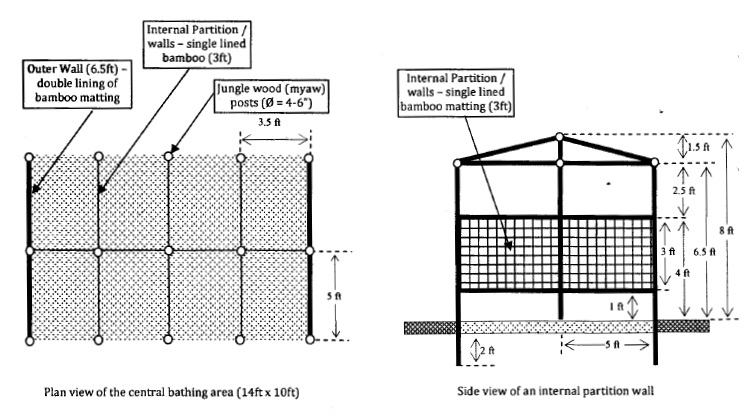 Internal Partition /
walls – single lined
bamboo (3ft)
Outer Wall (6.5ft) –
double lining of
bamboo matting
Jungle wood (myaw)
posts (Ø = 4-6")
3.5 ft
5 ft
Plan view of the central bathing area (14ft x 10ft)
Internal Partition /
walls – single lined
bamboo matting (3ft)
1.5 ft
2.5 ft
8 ft
3 ft
6.5 ft
4 ft
1 ft
5 ft
2 ft
Side view of an internal partition wall